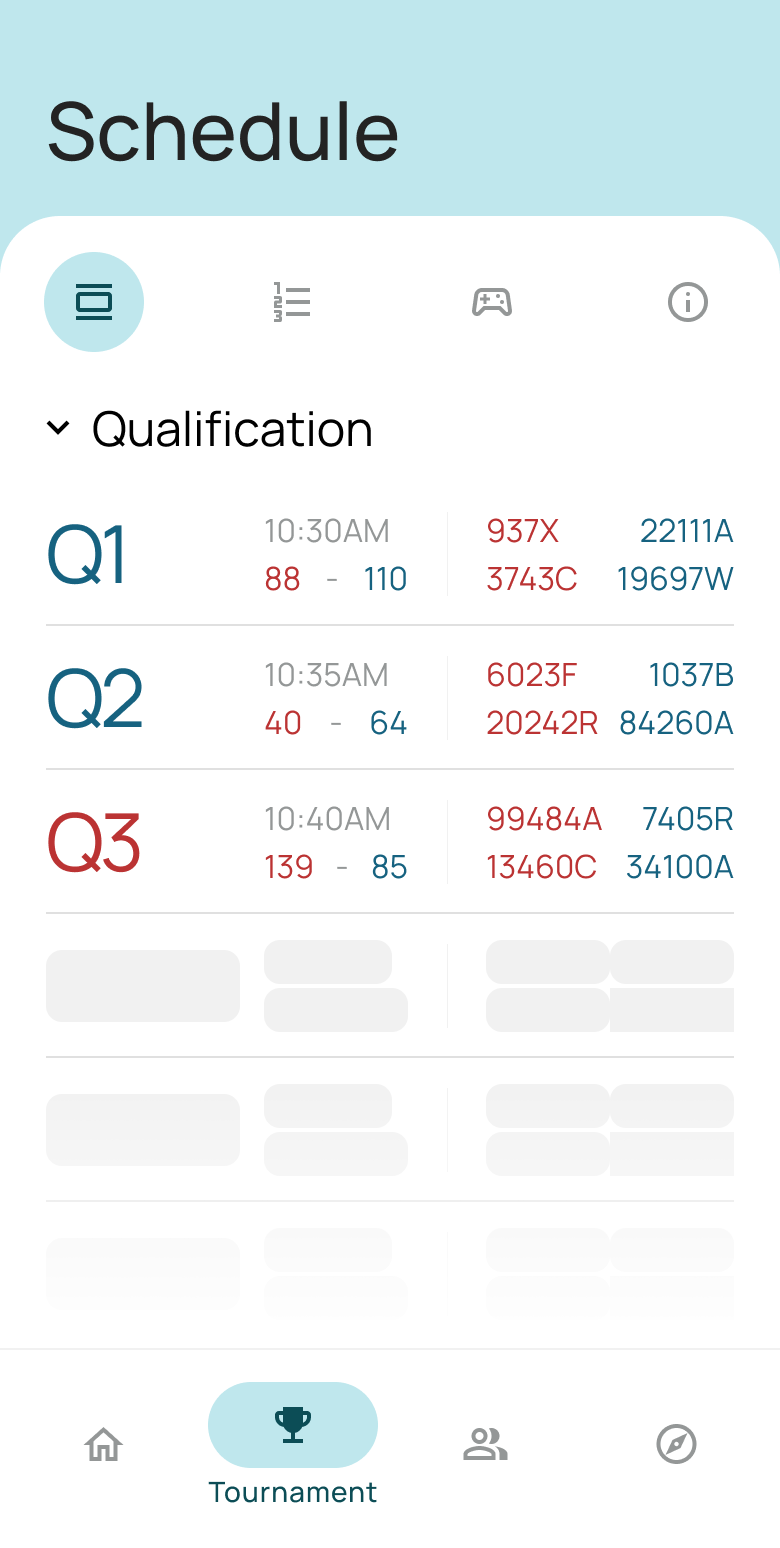 Schedule
Qualification
Q1
10:30AM
88 - 110
937X 22111A
3743C 19697W
Q2
10:35AM
40 - 64
6023F 1037B
20242R 84260A
Q3
10:40AM
139 - 85
99484A 7405R
13460C 34100A
Tournament